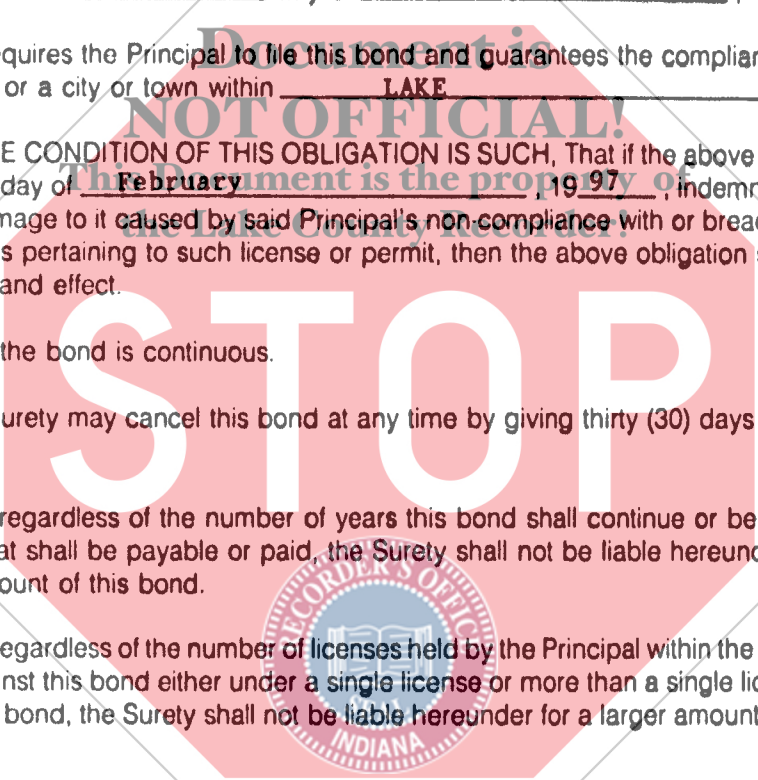 equires the Principal to file this bond and guarantees the complian
or a city or town within LAKE
E CONDITION OF THIS OBLIGATION IS SUCH, That if the above
day of February , 19 97 , indemn
mage to it caused by said Principal's non-compliance with or breac
s pertaining to such license or permit, then the above obligation s
and effect.
the bond is continuous.
urety may cancel this bond at any time by giving thirty (30) days
regardless of the number of years this bond shall continue or be
at shall be payable or paid, the Surety shall not be liable hereund
ount of this bond.
egardless of the number of licenses held by the Principal within the
nst this bond either under a single license or more than a single lic
bond, the Surety shall not be liable hereunder for a larger amount
Document is
NOT OFFICIAL!
This Document is the property of
the Lake County Recorder!
STOP
RECORDER'S OFFICE
INDIANA